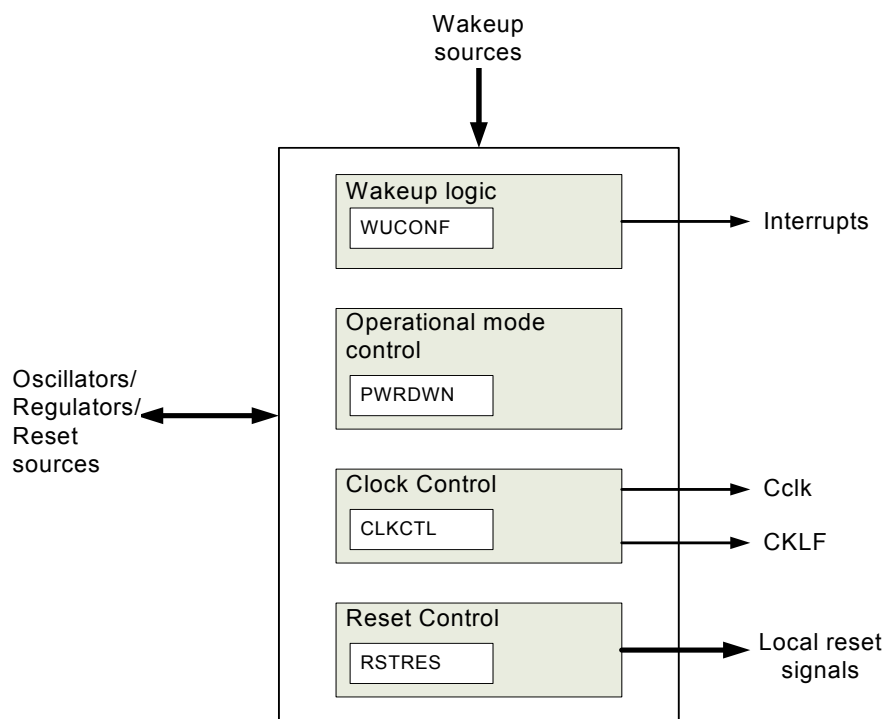 Wakeup
sources
Wakeup logic
WUCONF
Interrupts
Operational mode
control
PWRDWN
Oscillators/
Regulators/
Reset
sources
Clock Control
CLKCTL
Cclk
CKLF
Reset Control
RSTRES
Local reset
signals